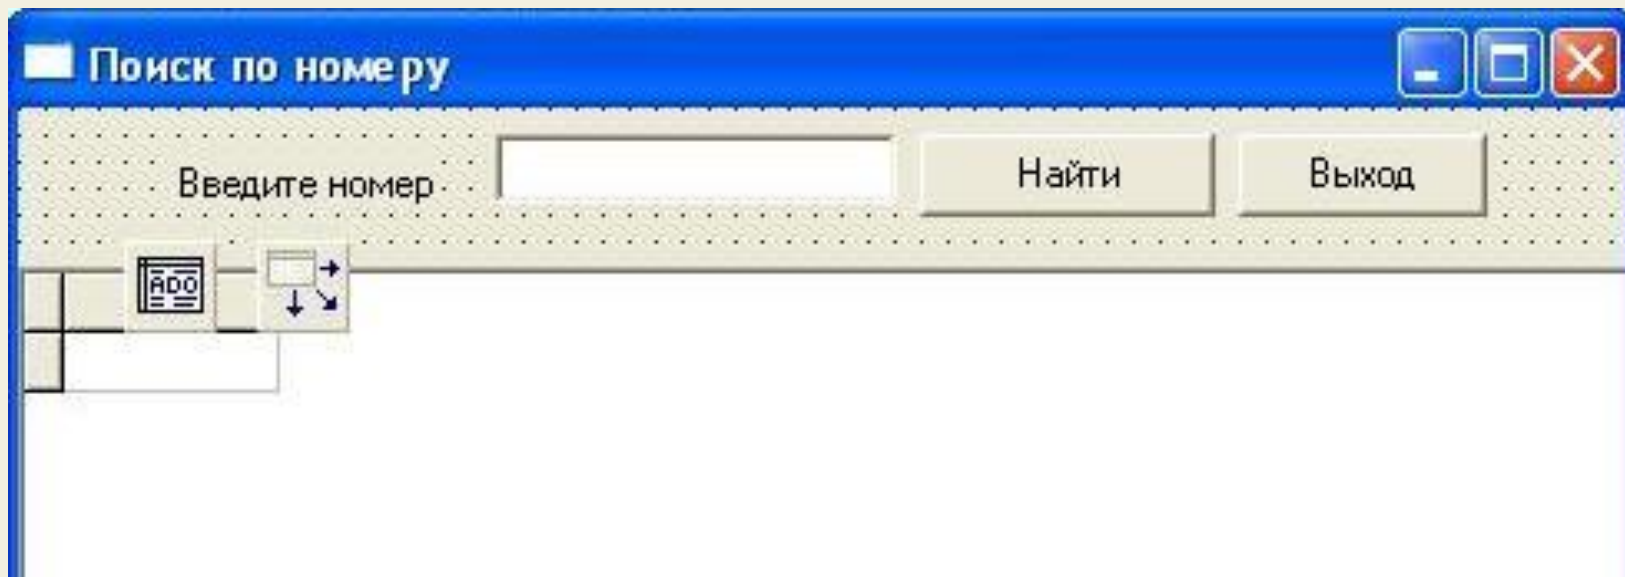 Поиск по номеру
Введите номер
Найти
Выход
ADO